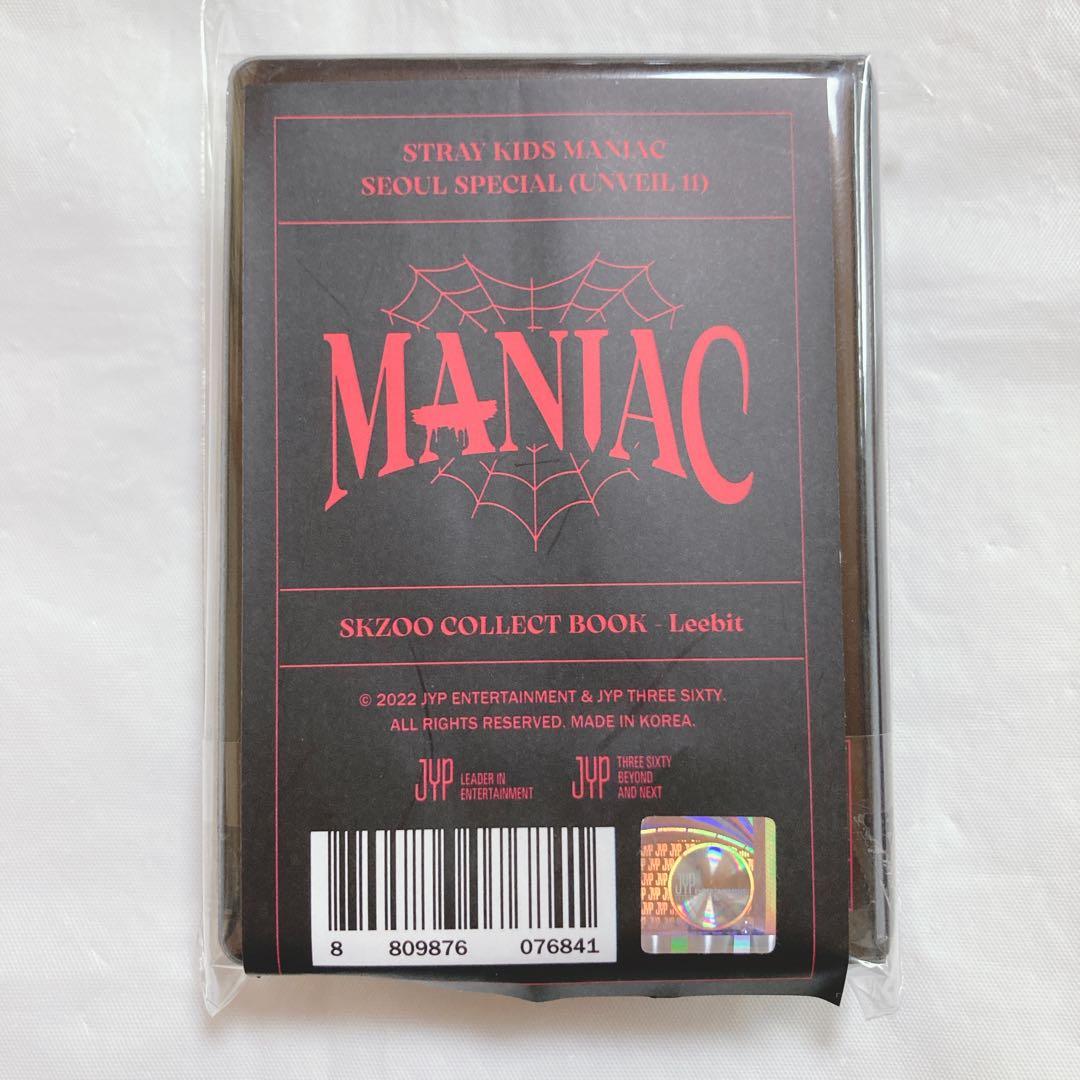 STRAY KIDS MANIAC
SEOUL SPECIAL (UNVEIL 11)
MANIAC
SKZOO COLLECT BOOK - Leebit
© 2022 JYP ENTERTAINMENT & JYP THREE SIXTY.
ALL RIGHTS RESERVED. MADE IN KOREA.
JYP LEADER IN
ENTERTAINMENT
JYP THREE SIXTY
BEYOND
AND NEXT
8 809876 076841
JYP